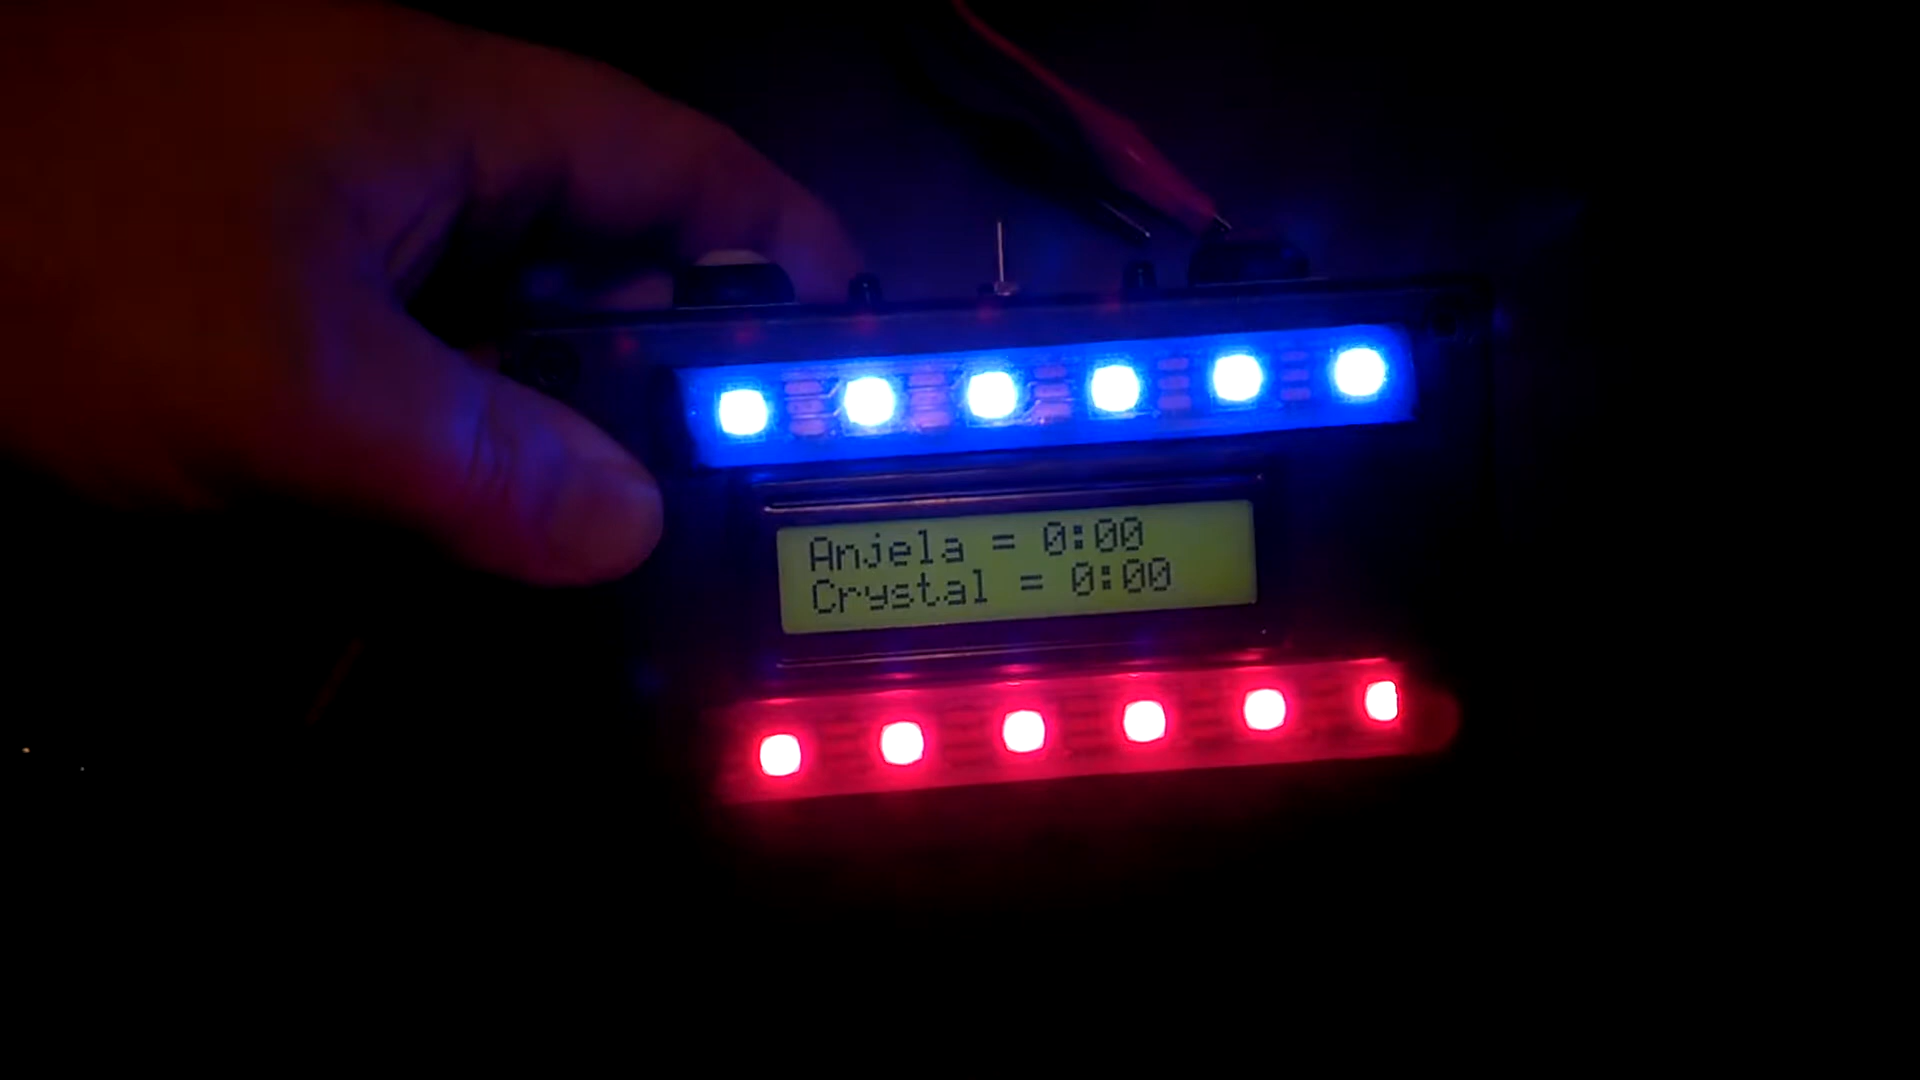 Anjela = 0:00
Crystal = 0:00